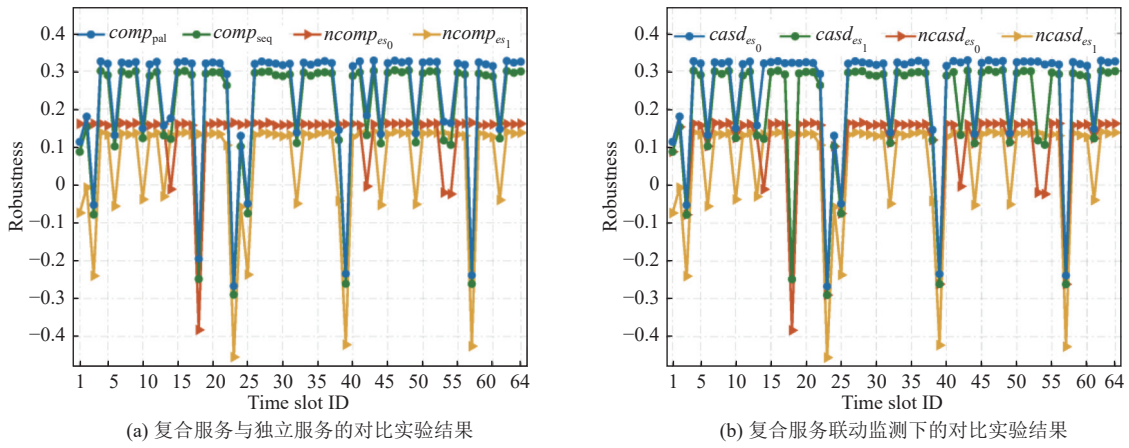 0.4
0.3
0.2
0.1
0
−0.1
−0.2
−0.3
−0.4
Robustness
comp_pal comp_seq ncomp_es0 ncomp_es1
1 5 10 15 20 25 30 35 40 45 50 55 60 64
Time slot ID
(a) 复合服务与独立服务的对比实验结果
0.4
0.3
0.2
0.1
0
−0.1
−0.2
−0.3
−0.4
Robustness
casd_es0 casd_es1 ncasd_es0 ncasd_es1
1 5 10 15 20 25 30 35 40 45 50 55 60 64
Time slot ID
(b) 复合服务联动监测下的对比实验结果